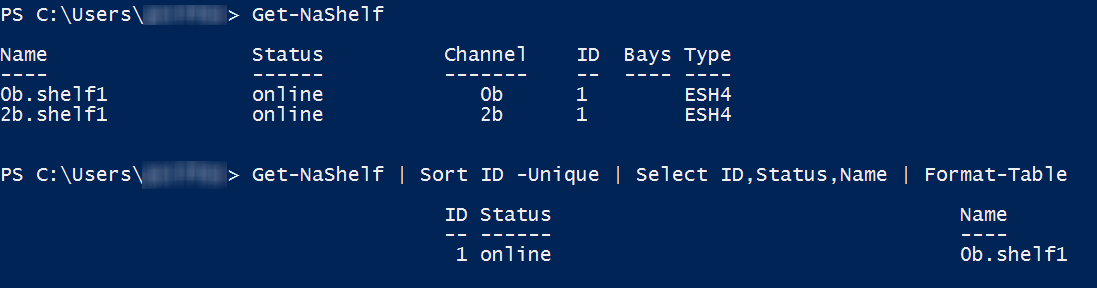 PS C:\Users\> Get-NaShelf
Name Status Channel ID Bays Type
---- ------ ------- -- ---- ----
0b.shelf1 online 0b 1 ESH4
2b.shelf1 online 2b 1 ESH4
PS C:\Users\> Get-NaShelf | Sort ID -Unique | Select ID,Status,Name | Format-Table
ID Status Name
-- ------ ----
1 online 0b.shelf1